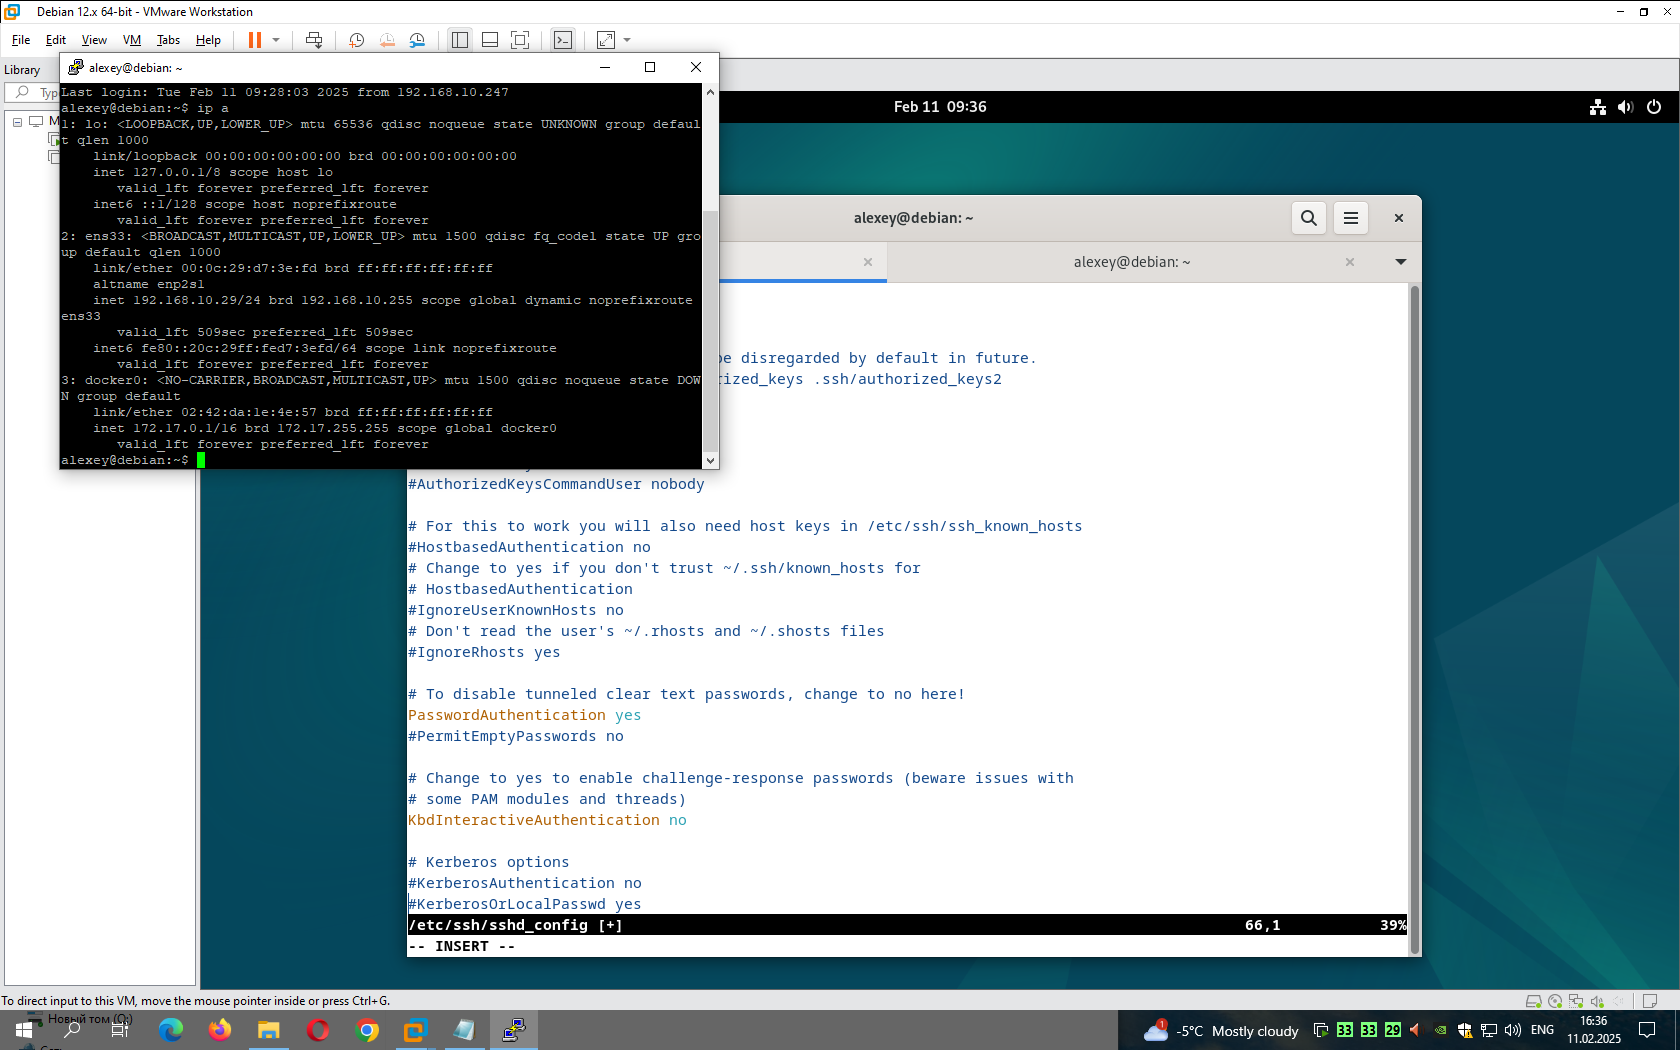 Debian 12.x 64-bit - VMware Workstation
File Edit View VM Tabs Help
Library
alexey@debian: ~
Typ
Last login: Tue Feb 11 09:28:03 2025 from 192.168.10.247
alexey@debian:~$ ip a
1: lo: <LOOPBACK,UP,LOWER_UP> mtu 65536 qdisc noqueue state UNKNOWN group defaul
t qlen 1000
link/loopback 00:00:00:00:00:00 brd 00:00:00:00:00:00
inet 127.0.0.1/8 scope host lo
valid_lft forever preferred_lft forever
inet6 ::1/128 scope host noprefixroute
valid_lft forever preferred_lft forever
2: ens33: <BROADCAST,MULTICAST,UP,LOWER_UP> mtu 1500 qdisc fq_codel state UP gro
up default qlen 1000
link/ether 00:0c:29:d7:3e:fd brd ff:ff:ff:ff:ff:ff
altname enp2s1
inet 192.168.10.29/24 brd 192.168.10.255 scope global dynamic noprefixroute
ens33
valid_lft 509sec preferred_lft 509sec
inet6 fe80::20c:29ff:fed7:3efd/64 scope link noprefixroute
valid_lft forever preferred_lft forever
3: docker0: <NO-CARRIER,BROADCAST,MULTICAST,UP> mtu 1500 qdisc noqueue state DOW
N group default
link/ether 02:42:da:1e:4e:57 brd ff:ff:ff:ff:ff:ff
inet 172.17.0.1/16 brd 172.17.255.255 scope global docker0
valid_lft forever preferred_lft forever
alexey@debian:~$
Feb 11 09:36
alexey@debian: ~
alexey@debian: ~
be disregarded by default in future.
rized_keys .ssh/authorized_keys2
#AuthorizedKeysCommandUser nobody
# For this to work you will also need host keys in /etc/ssh/ssh_known_hosts
#HostbasedAuthentication no
# Change to yes if you don't trust ~/.ssh/known_hosts for
# HostbasedAuthentication
#IgnoreUserKnownHosts no
# Don't read the user's ~/.rhosts and ~/.shosts files
#IgnoreRhosts yes
# To disable tunneled clear text passwords, change to no here!
PasswordAuthentication yes
#PermitEmptyPasswords no
# Change to yes to enable challenge-response passwords (beware issues with
# some PAM modules and threads)
KbdInteractiveAuthentication no
# Kerberos options
#KerberosAuthentication no
#KerberosOrLocalPasswd yes
/etc/ssh/sshd_config [+] 66,1 39%
-- INSERT --
To direct input to this VM, move the mouse pointer inside or press Ctrl+G.
Новый том (O:)
1 -5°C Mostly cloudy 33 33 29 ENG
16:36
11.02.2025